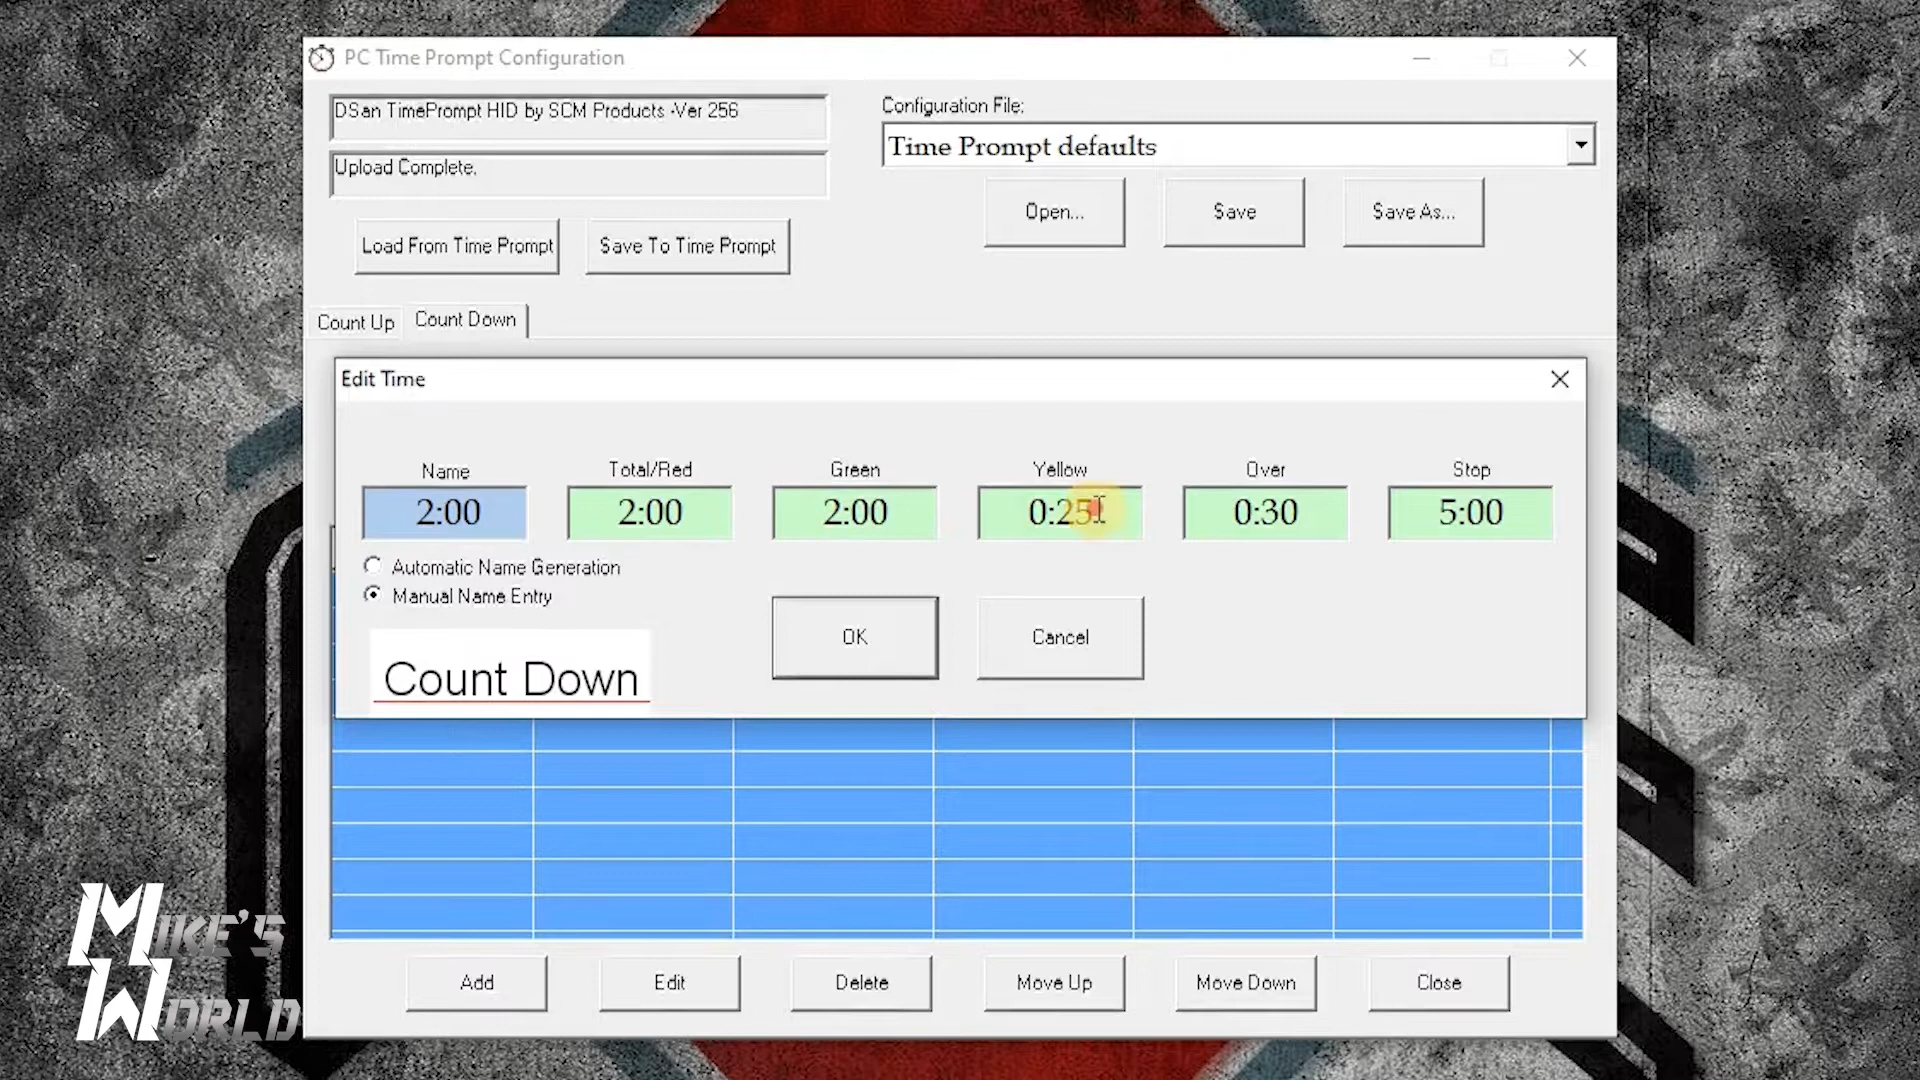 PC Time Prompt Configuration
DSan TimePrompt HID by SCM Products -Ver 256
Upload Complete.
Load From Time Prompt
Save To Time Prompt
Configuration File:
Time Prompt defaults
Open...
Save
Save As...
Count Up
Count Down
Edit Time
Name
Total/Red
Green
Yellow
Over
Stop
2:00
2:00
2:00
0:25
0:30
5:00
Automatic Name Generation
Manual Name Entry
OK
Cancel
Count Down
Add
Edit
Delete
Move Up
Move Down
Close
MIKE'S
WORLD